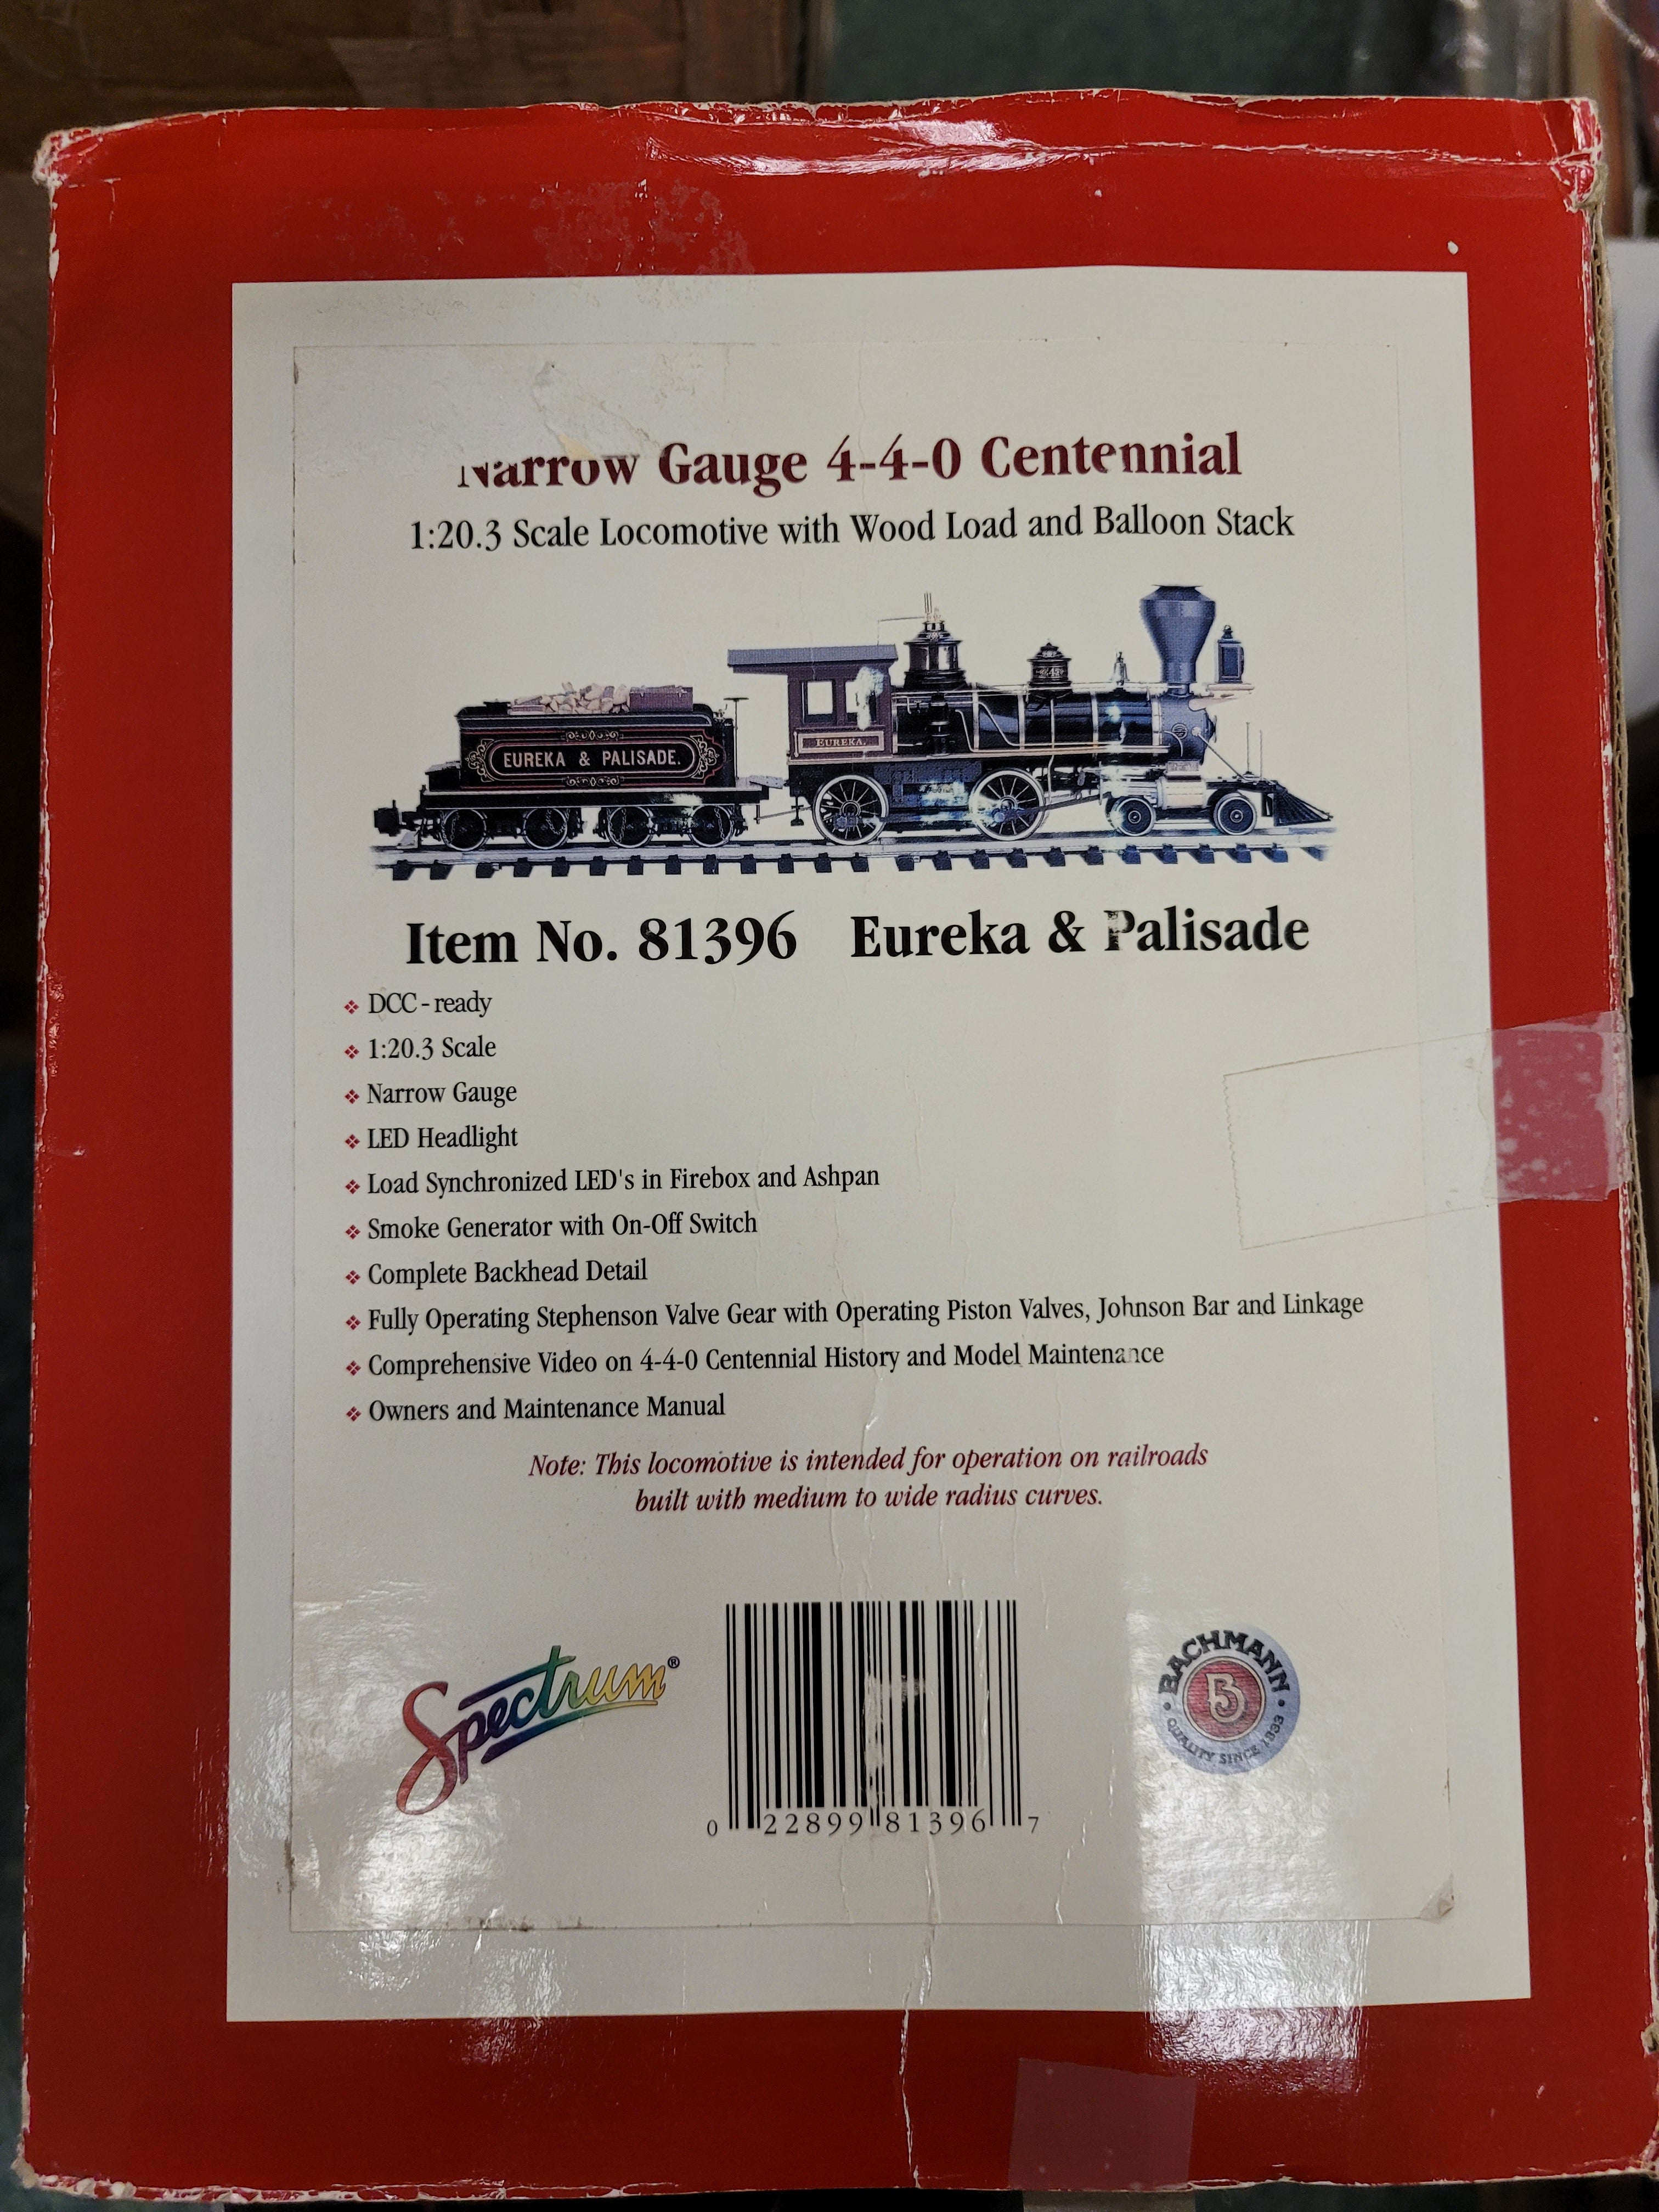 Narrow Gauge 4-4-0 Centennial
1:20.3 Scale Locomotive with Wood Load and Balloon Stack
EUREKA & PALISADE.
EUREKA.
Item No. 81396 Eureka & Palisade
❖ DCC-ready
❖ 1:20.3 Scale
❖ Narrow Gauge
❖ LED Headlight
❖ Load Synchronized LED's in Firebox and Ashpan
❖ Smoke Generator with On-Off Switch
❖ Complete Backhead Detail
❖ Fully Operating Stephenson Valve Gear with Operating Piston Valves, Johnson Bar and Linkage
❖ Comprehensive Video on 4-4-0 Centennial History and Model Maintenance
❖ Owners and Maintenance Manual
Note: This locomotive is intended for operation on railroads
built with medium to wide radius curves.
Spectrum®
0 22899 81396 7
BACHMANN
B
• QUALITY SINCE 1833 •